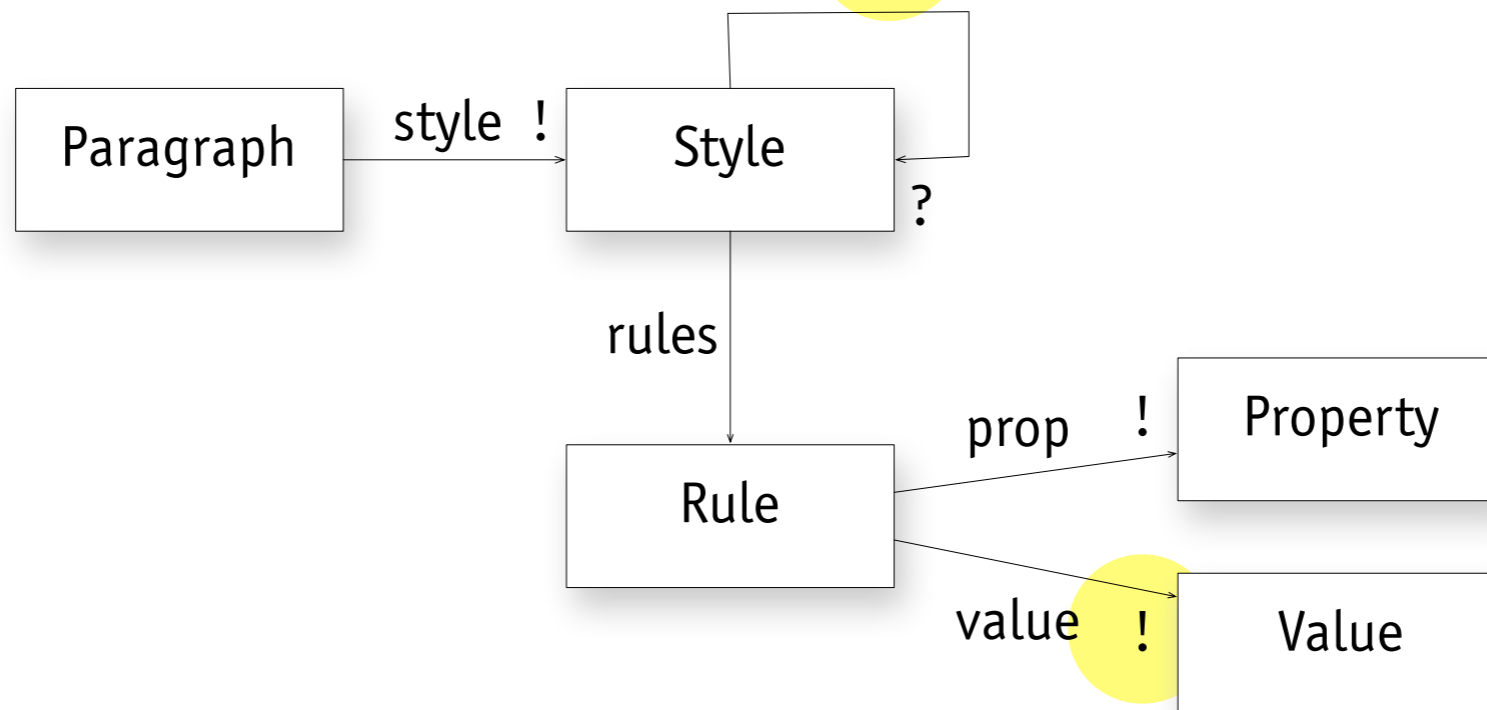 Paragraph
style !
Style
?
rules
Rule
prop !
Property
value !
Value